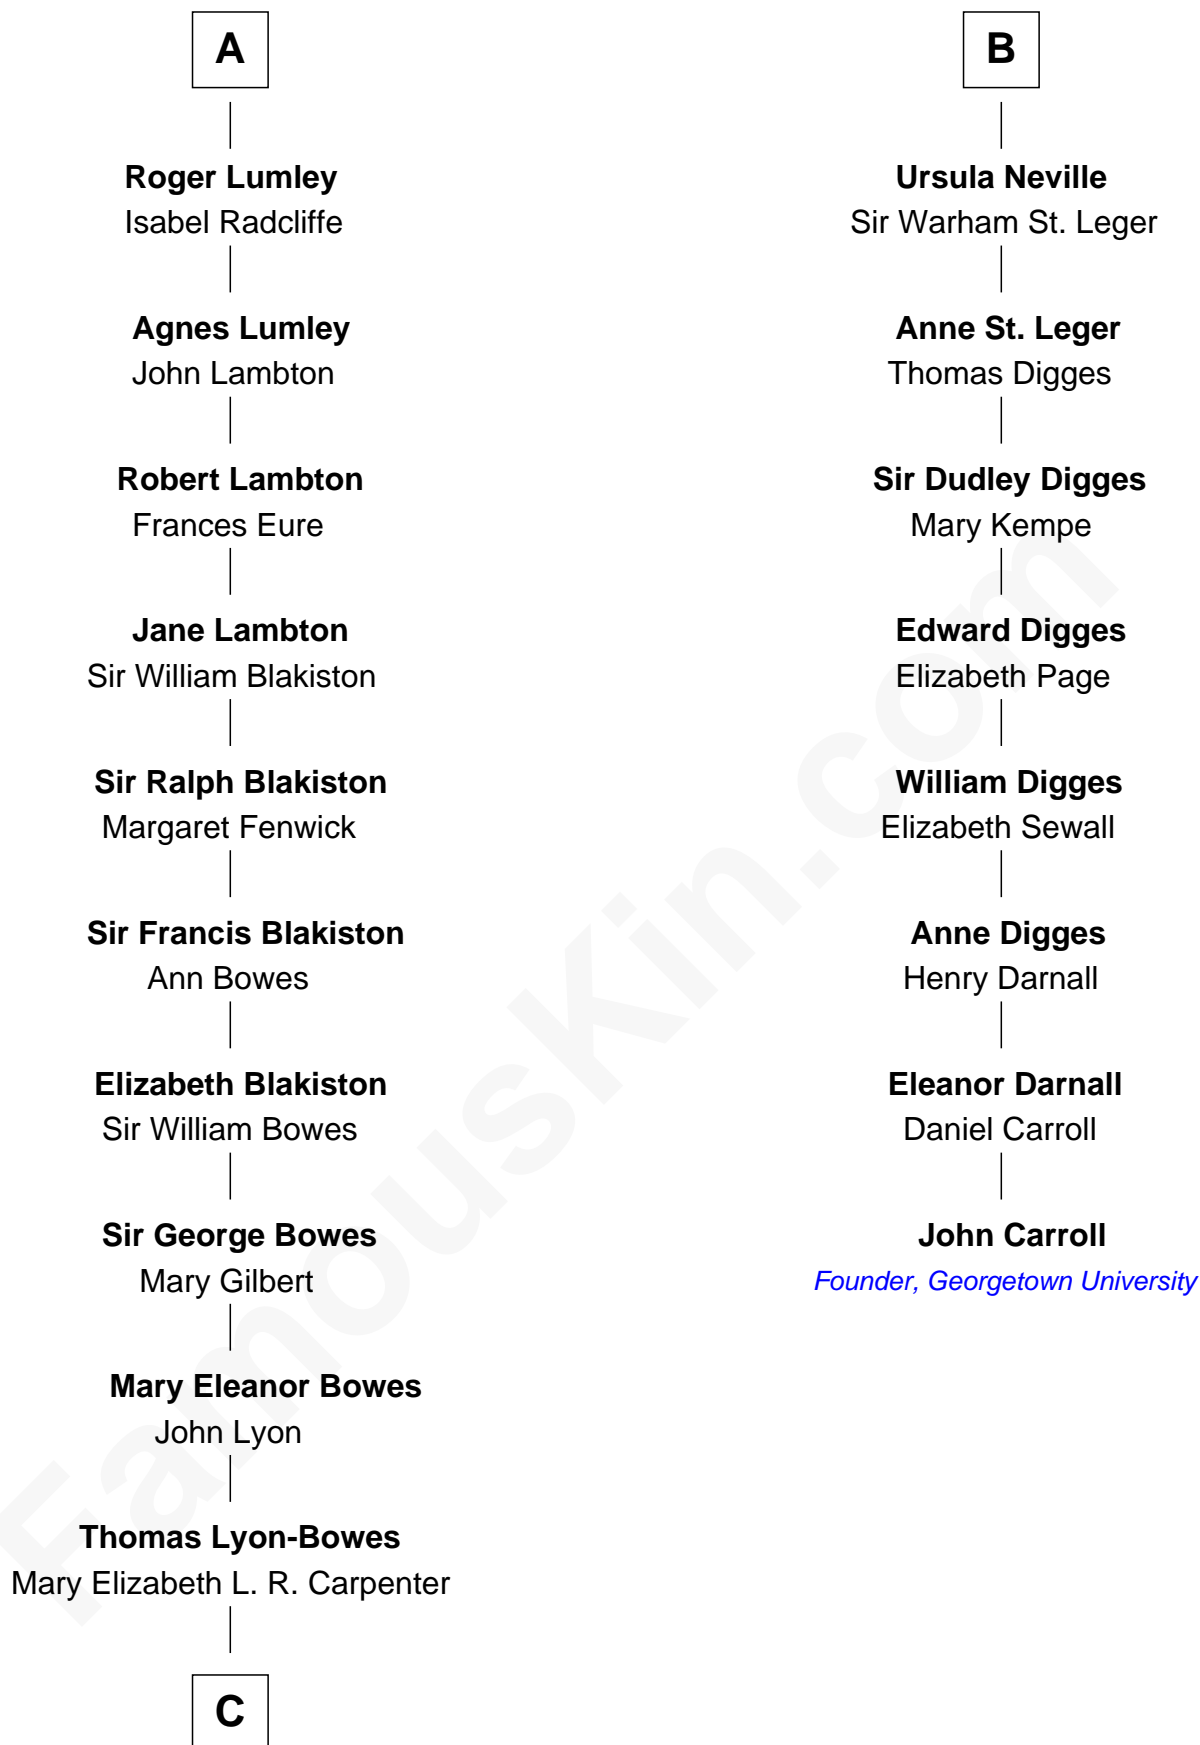 A
Roger Lumley
Isabel Radcliffe
Agnes Lumley
John Lambton
Robert Lambton
Frances Eure
Jane Lambton
Sir William Blakiston
Sir Ralph Blakiston
Margaret Fenwick
Sir Francis Blakiston
Ann Bowes
Elizabeth Blakiston
Sir William Bowes
Sir George Bowes
Mary Gilbert
Mary Eleanor Bowes
John Lyon
Thomas Lyon-Bowes
Mary Elizabeth L. R. Carpenter
C
B
Ursula Neville
Sir Warham St. Leger
Anne St. Leger
Thomas Digges
Sir Dudley Digges
Mary Kempe
Edward Digges
Elizabeth Page
William Digges
Elizabeth Sewall
Anne Digges
Henry Darnall
Eleanor Darnall
Daniel Carroll
John Carroll
Founder, Georgetown University
FamousKin.com